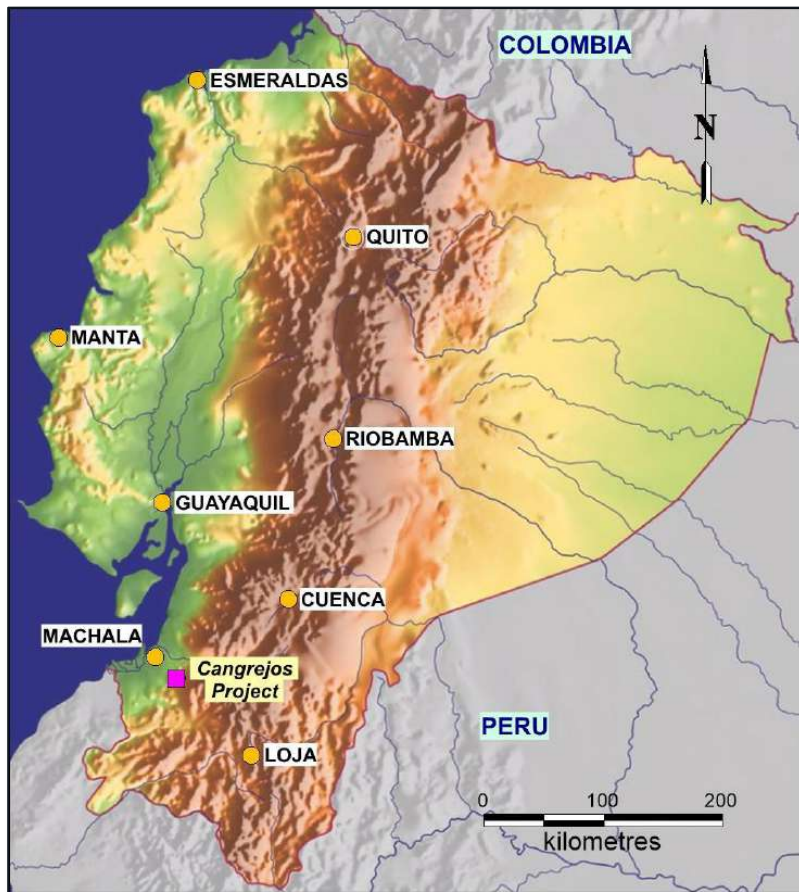 COLOMBIA
ESMERALDAS
N
QUITO
MANTA
RIOBAMBA
GUAYAQUIL
CUENCA
MACHALA
Cangrejos
Project
PERU
LOJA
0 100 200
kilometres